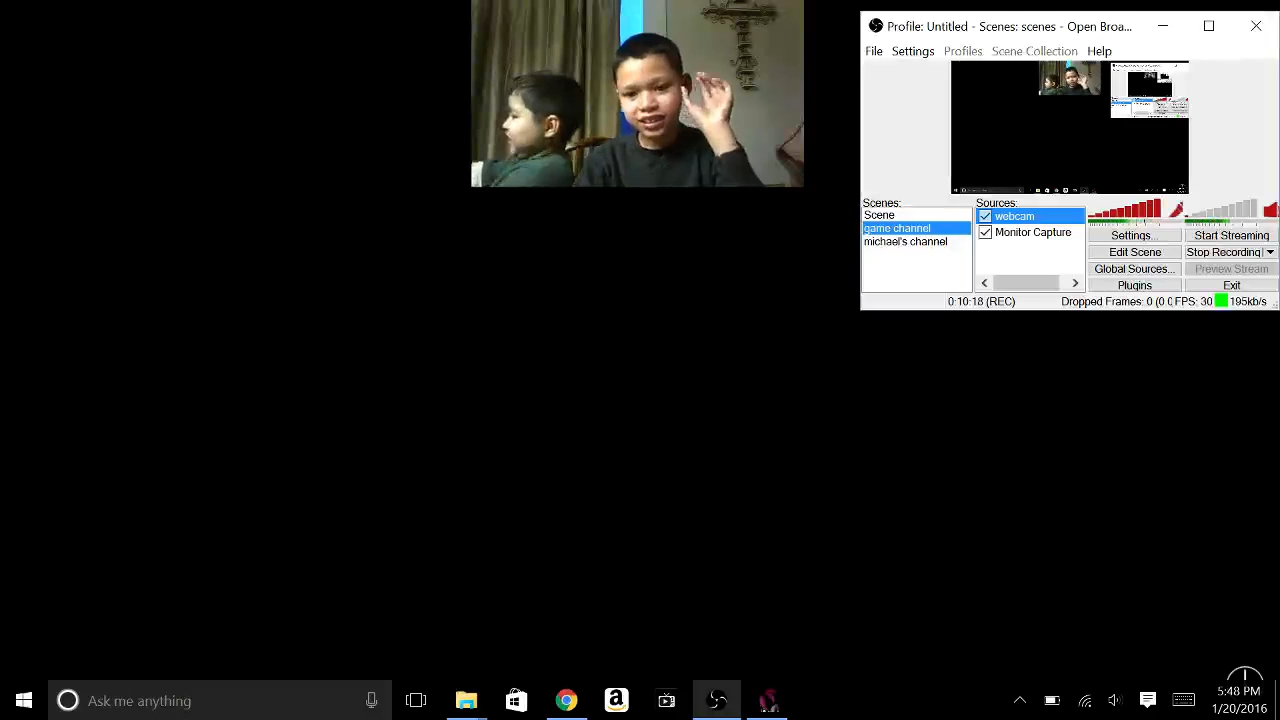 Profile: Untitled - Scenes: scenes - Open Broa...
File Settings Profiles Scene Collection Help
Scenes:
Scene
game channel
michael's channel
Sources:
webcam
Monitor Capture
Settings... Start Streaming
Edit Scene Stop Recording
Global Sources... Preview Stream
Plugins Exit
0:10:18 (REC) Dropped Frames: 0 (0.0 FPS: 30 195kb/s
Ask me anything
a
5:48 PM
1/20/2016